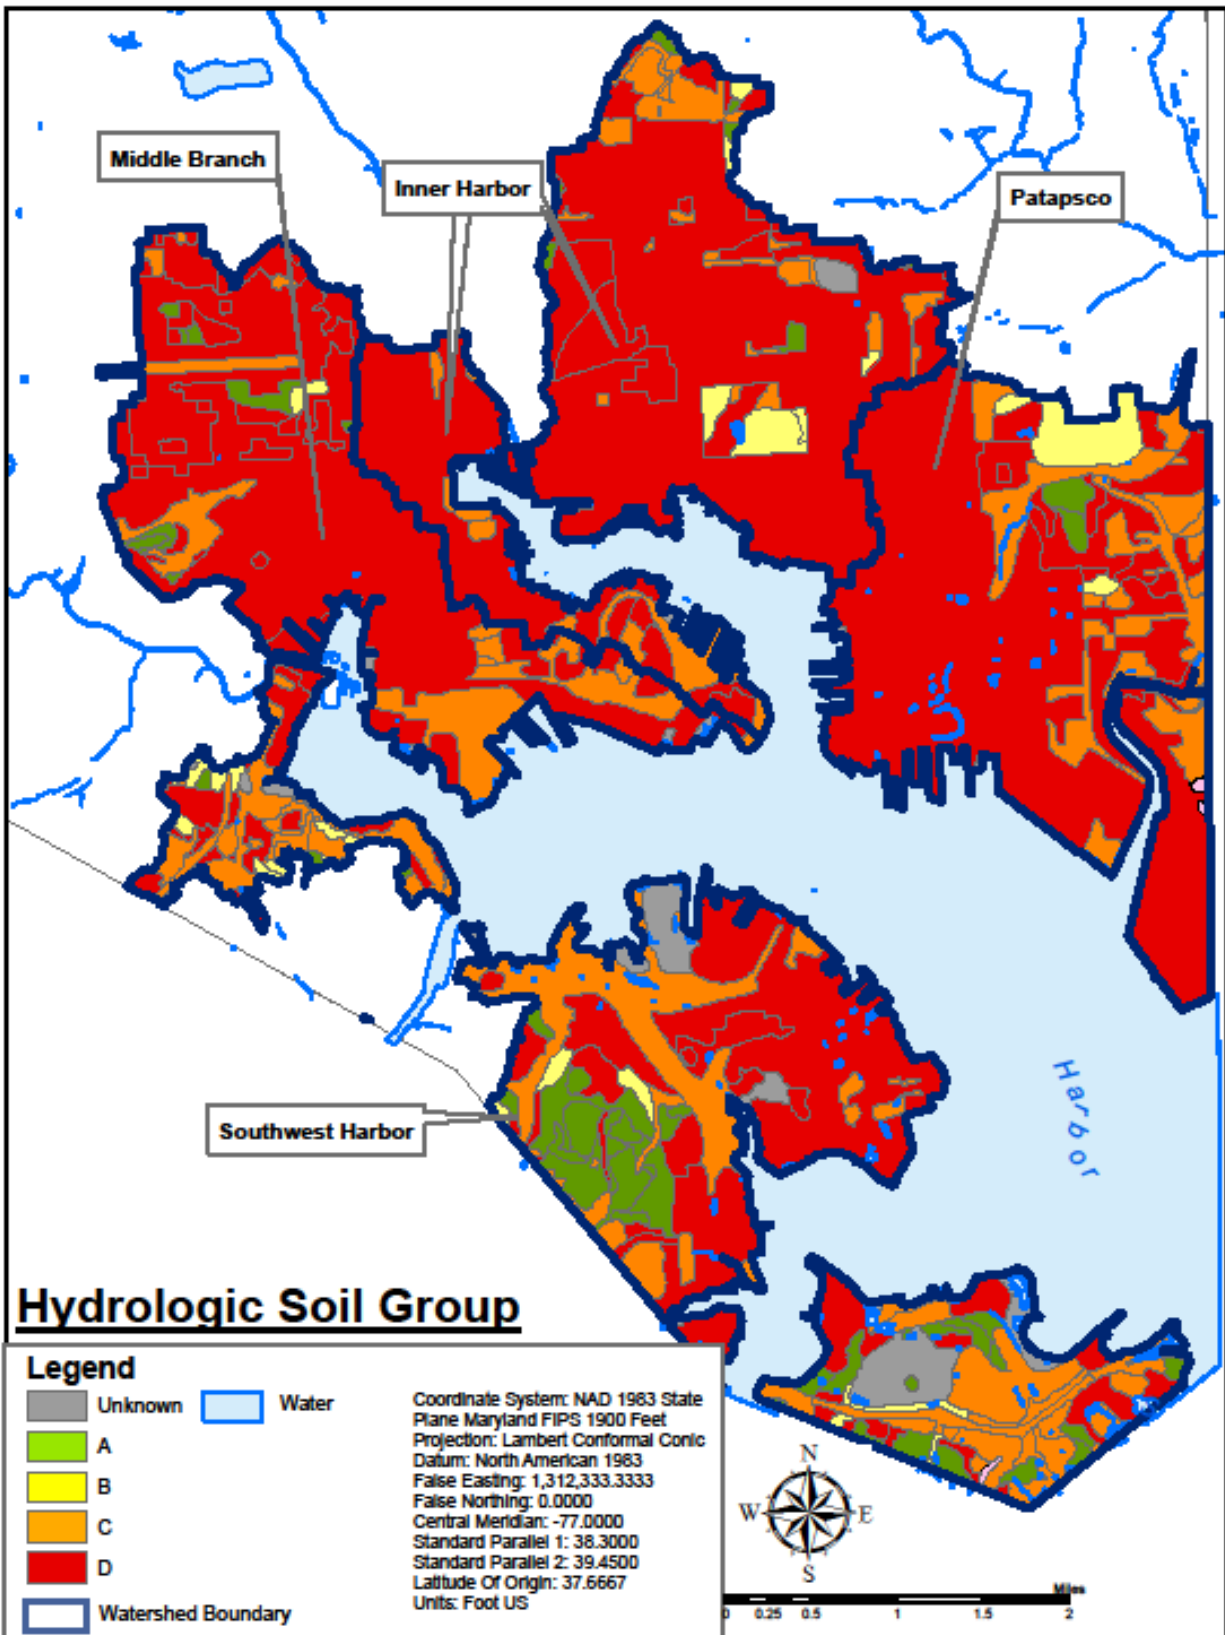 Middle Branch
Inner Harbor
Patapsco
Harbor
Southwest Harbor
Hydrologic Soil Group
Legend
Unknown
Water
A
B
C
D
Watershed Boundary
Coordinate System: NAD 1983 State
Plane Maryland FIPS 1900 Feet
Projection: Lambert Conformal Conic
Datum: North American 1983
False Easting: 1,312,333.3333
False Northing: 0.0000
Central Meridian: -77.0000
Standard Parallel 1: 38.3000
Standard Parallel 2: 39.4500
Latitude Of Origin: 37.6667
Units: Foot US
N
W E
S
Miles
0 0.25 0.5 1 1.5 2